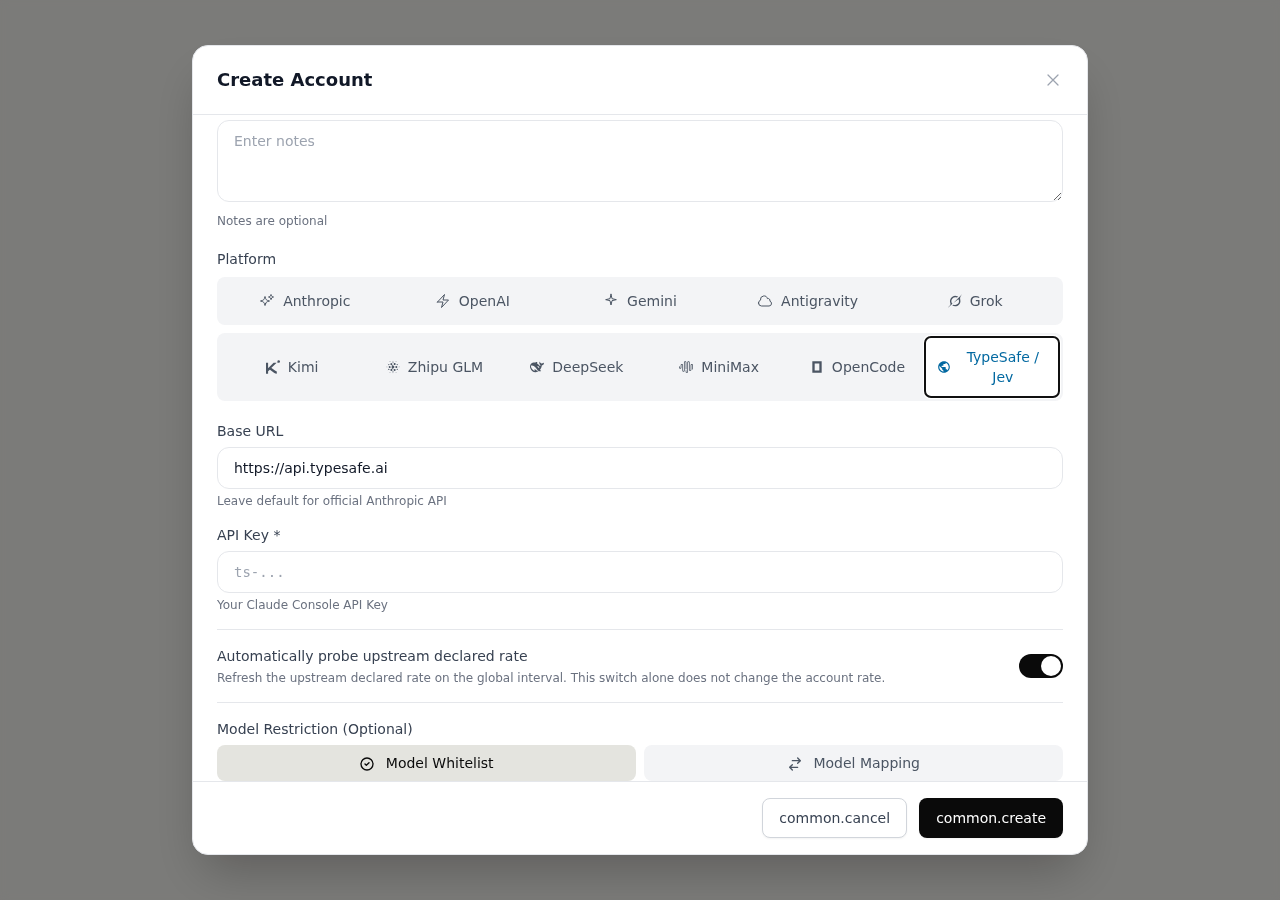 Create Account
Enter notes
Notes are optional
Platform
Anthropic
OpenAI
Gemini
Antigravity
Grok
Kimi
Zhipu GLM
DeepSeek
MiniMax
OpenCode
TypeSafe /
Jev
Base URL
https://api.typesafe.ai
Leave default for official Anthropic API
API Key *
ts-...
Your Claude Console API Key
Automatically probe upstream declared rate
Refresh the upstream declared rate on the global interval. This switch alone does not change the account rate.
Model Restriction (Optional)
Model Whitelist
Model Mapping
common.cancel
common.create